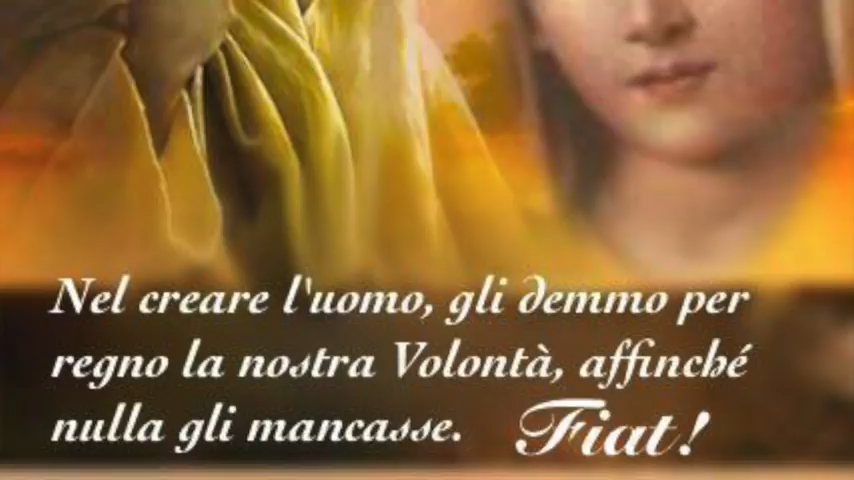 Nel creare l'uomo, gli demmo per
regno la nostra Volontà, affinché
nulla gli mancasse. Fiat!